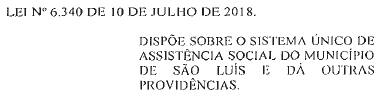 LEI Nº 6.340 DE 10 DE JULHO DE 2018.
DISPÕE SOBRE O SISTEMA ÚNICO DE
ASSISTÊNCIA SOCIAL DO MUNICÍPIO
DE SÃO LUÍS E DÁ OUTRAS
PROVIDÊNCIAS.